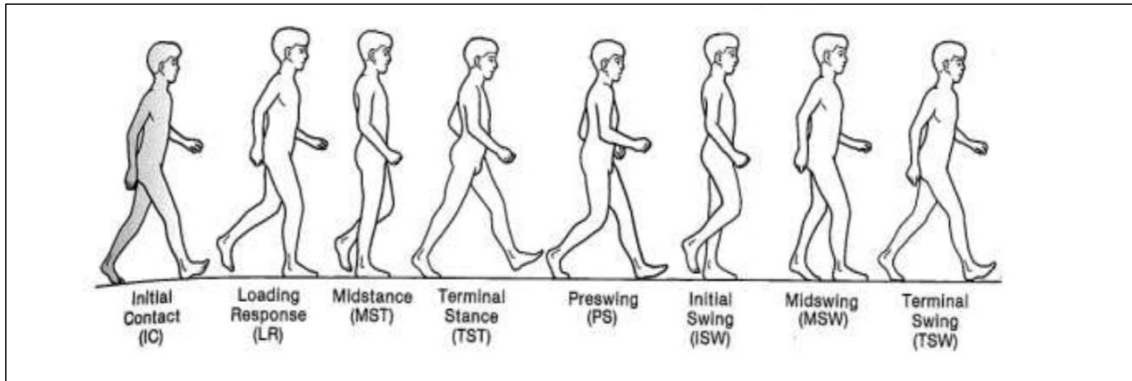 Initial
Contact
(IC)
Loading
Response
(LR)
Midstance
(MST)
Terminal
Stance
(TST)
Preswing
(PS)
Initial
Swing
(ISW)
Midswing
(MSW)
Terminal
Swing
(TSW)